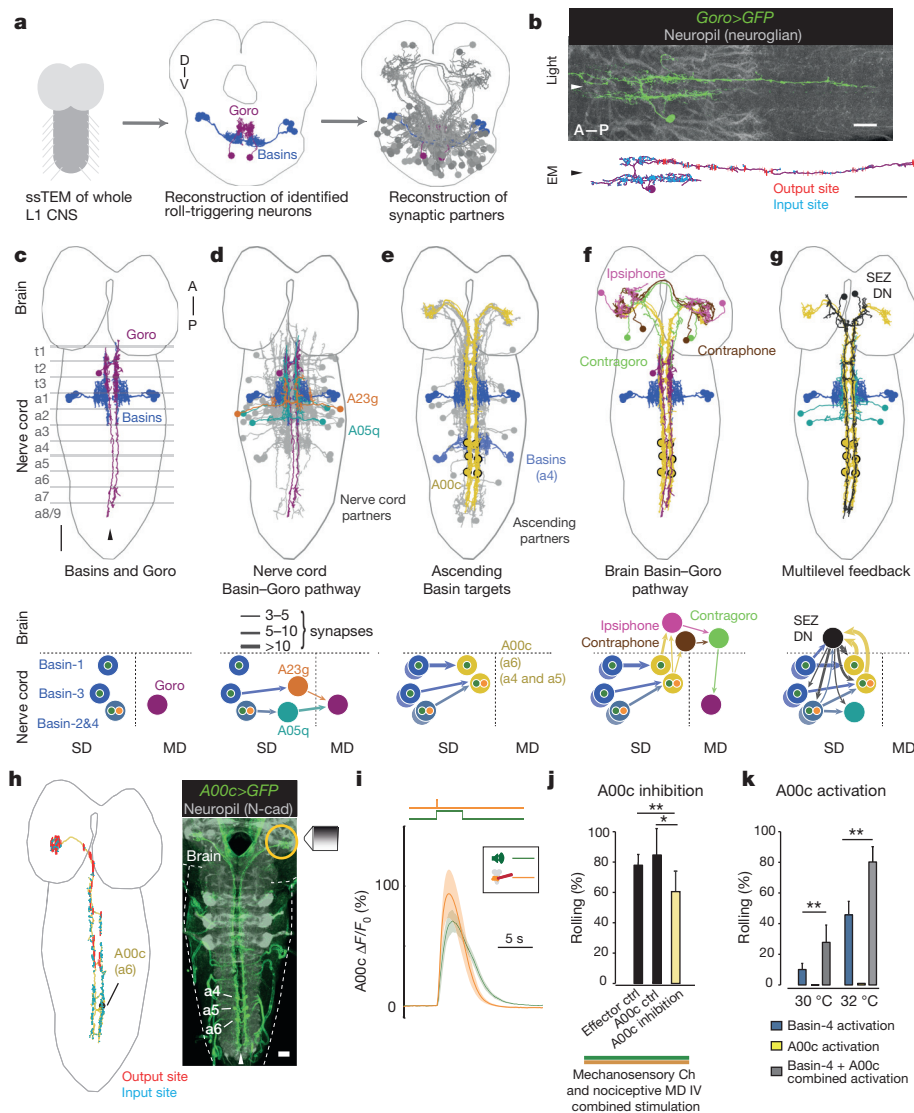 a
D
V
Goro
Basins
ssTEM of whole
L1 CNS
Reconstruction of identified
roll-triggering neurons
Reconstruction of
synaptic partners
b
Goro>GFP
Neuropil (neuroglian)
Light
A–P
EM
Output site
Input site
c
d
e
f
g
Brain
Nerve cord
A
P
Goro
t1
t2
t3
a1
a2
a3
a4
a5
a6
a7
a8/9
Basins
A23g
A05q
Nerve cord
partners
Basins
(a4)
A00c
Ascending
partners
Ipsiphone
Contraphone
Contragoro
SEZ
DN
Basins and Goro
Nerve cord
Basin–Goro pathway
Ascending
Basin targets
Brain Basin–Goro
pathway
Multilevel feedback
Brain
Nerve cord
Basin-1
Basin-3
Basin-2&4
Goro
SD
MD
3–5
5–10
>10
synapses
A23g
A05q
SD
MD
A00c
(a6)
(a4 and a5)
SD
MD
Ipsiphone
Contraphone
Contragoro
SD
MD
SEZ
DN
SD
MD
h
A00c
(a6)
Output site
Input site
A00c>GFP
Neuropil (N-cad)
Brain
a4
a5
a6
i
A00c ΔF/F0 (%)
100
0
5 s
j
A00c inhibition
**
*
Rolling (%)
100
80
60
40
20
0
Effector ctrl
A00c ctrl
A00c inhibition
Mechanosensory Ch
and nociceptive MD IV
combined stimulation
k
A00c activation
**
**
Rolling (%)
100
80
60
40
20
0
30 °C
32 °C
Basin-4 activation
A00c activation
Basin-4 + A00c
combined activation